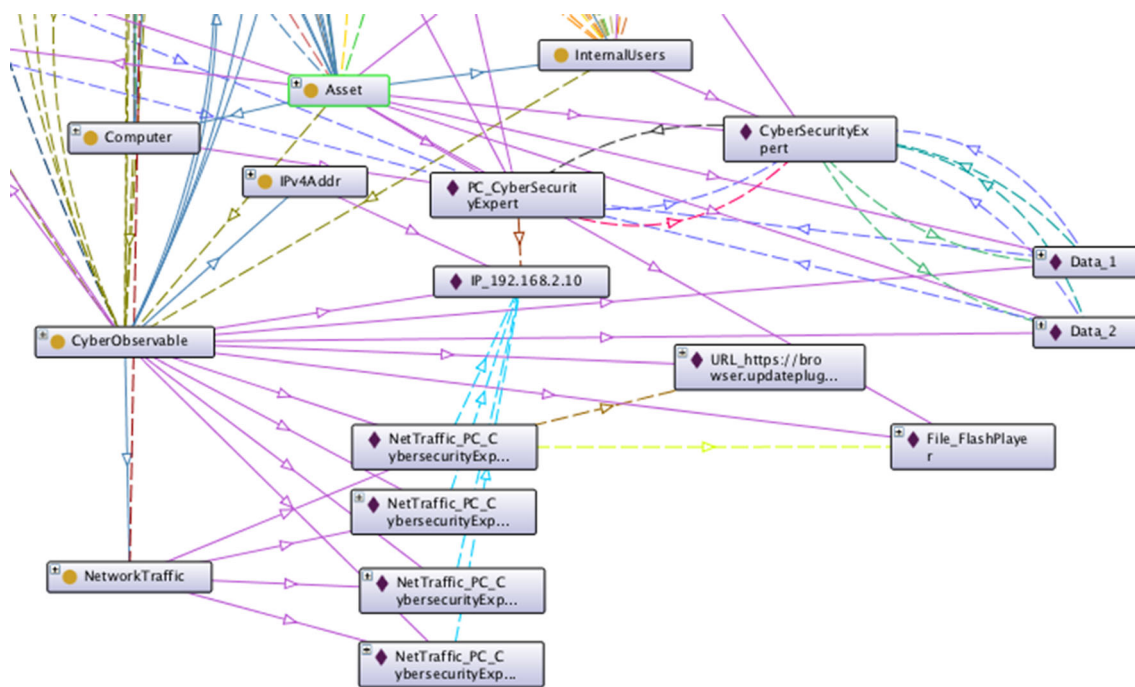 InternalUsers
Asset
CyberSecurityEx
pert
Computer
IPv4Addr
PC_CyberSecurit
yExpert
Data_1
IP_192.168.2.10
Data_2
CyberObservable
URL_https://bro
wser.updateplug...
NetTraffic_PC_C
ybersecurityExp...
File_FlashPlaye
r
NetTraffic_PC_C
ybersecurityExp...
NetworkTraffic
NetTraffic_PC_C
ybersecurityExp...
NetTraffic_PC_C
ybersecurityExp...